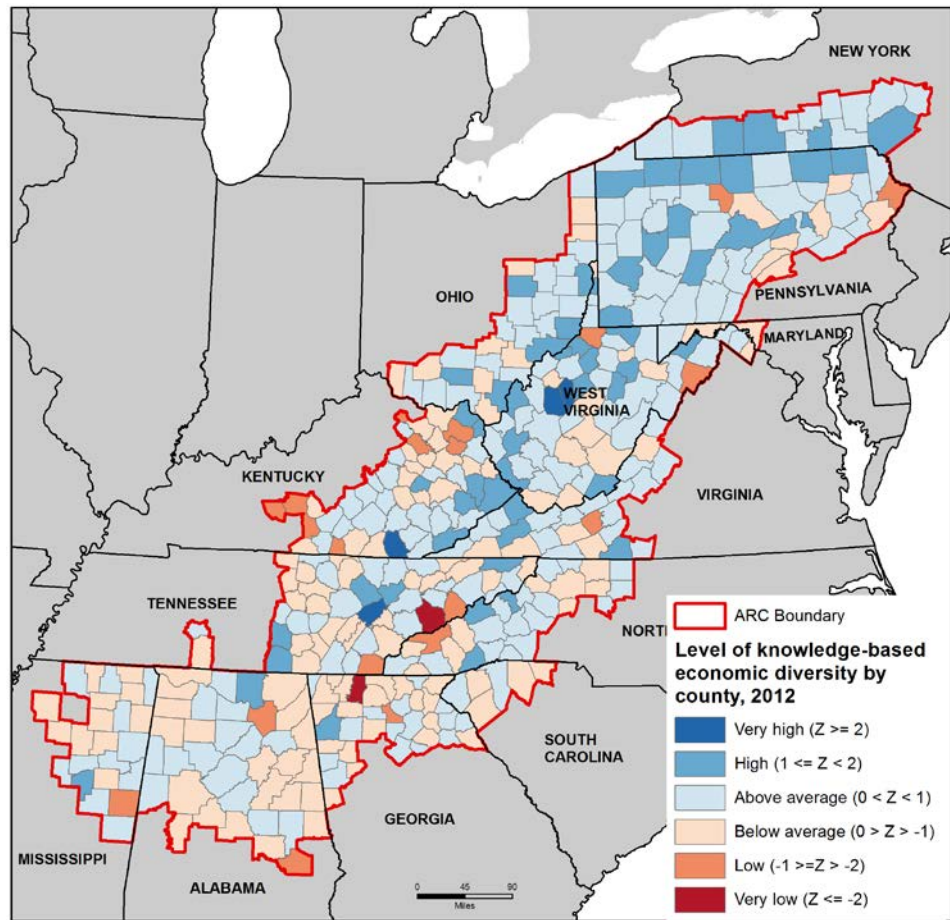 NEW YORK
PENNSYLVANIA
OHIO
MARYLAND
WEST
VIRGINIA
KENTUCKY
VIRGINIA
TENNESSEE
NORT
SOUTH
CAROLINA
GEORGIA
MISSISSIPPI
ALABAMA
0 45 90
Miles
ARC Boundary
Level of knowledge-based
economic diversity by
county, 2012
Very high (Z >= 2)
High (1 <= Z < 2)
Above average (0 < Z < 1)
Below average (0 > Z > -1)
Low (-1 >=Z > -2)
Very low (Z <= -2)